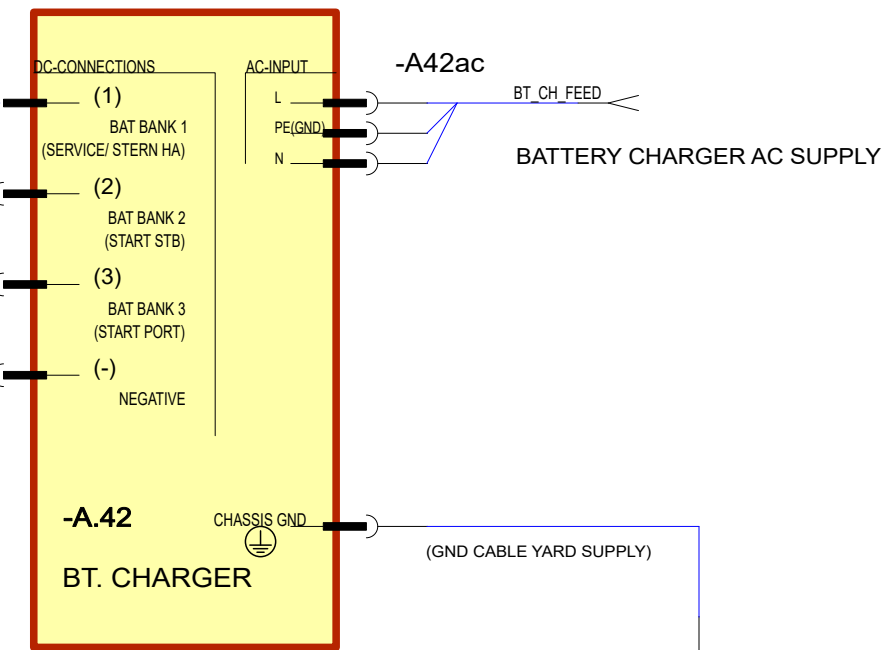 DC-CONNECTIONS
AC-INPUT
-A42ac
(1)
BAT BANK 1
(SERVICE/ STERN HA)
L
PE(GND)
N
BT_CH_FEED
BATTERY CHARGER AC SUPPLY
(2)
BAT BANK 2
(START STB)
(3)
BAT BANK 3
(START PORT)
(-)
NEGATIVE
-A.42
CHASSIS GND
(GND CABLE YARD SUPPLY)
BT. CHARGER